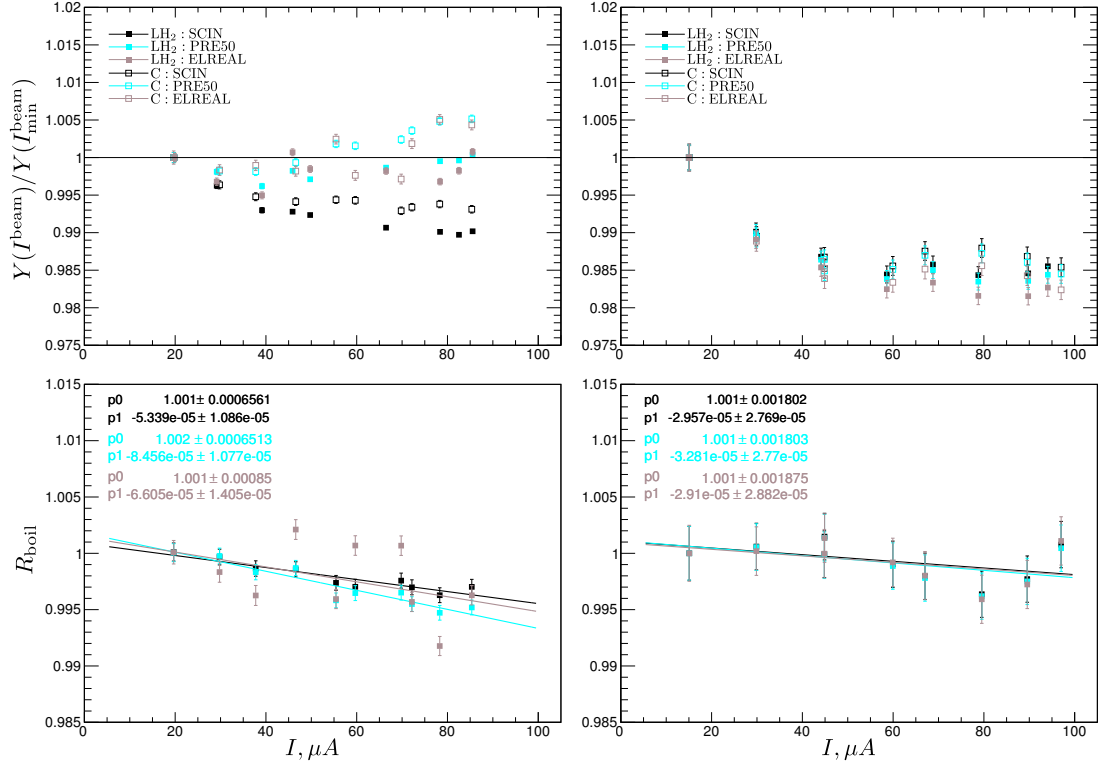 Y(I^beam)/Y(I^beam_min)
1.02
1.015
1.01
1.005
1
0.995
0.99
0.985
0.98
0.975
LH₂ : SCIN
LH₂ : PRE50
LH₂ : ELREAL
C : SCIN
C : PRE50
C : ELREAL
0 20 40 60 80 100
1.02
1.015
1.01
1.005
1
0.995
0.99
0.985
0.98
0.975
LH₂ : SCIN
LH₂ : PRE50
LH₂ : ELREAL
C : SCIN
C : PRE50
C : ELREAL
0 20 40 60 80 100
R_boil
1.015
1.01
1.005
1
0.995
0.99
0.985
p0 1.001± 0.0006561
p1 -5.339e-05 ± 1.086e-05
p0 1.002 ± 0.0006513
p1 -8.456e-05 ± 1.077e-05
p0 1.001 ± 0.00085
p1 -6.605e-05 ± 1.405e-05
0 20 40 60 80 100
I, μA
1.015
1.01
1.005
1
0.995
0.99
0.985
p0 1.001 ± 0.001802
p1 -2.957e-05 ± 2.769e-05
p0 1.001 ± 0.001803
p1 -3.281e-05 ± 2.77e-05
p0 1.001 ± 0.001875
p1 -2.91e-05 ± 2.882e-05
0 20 40 60 80 100
I, μA